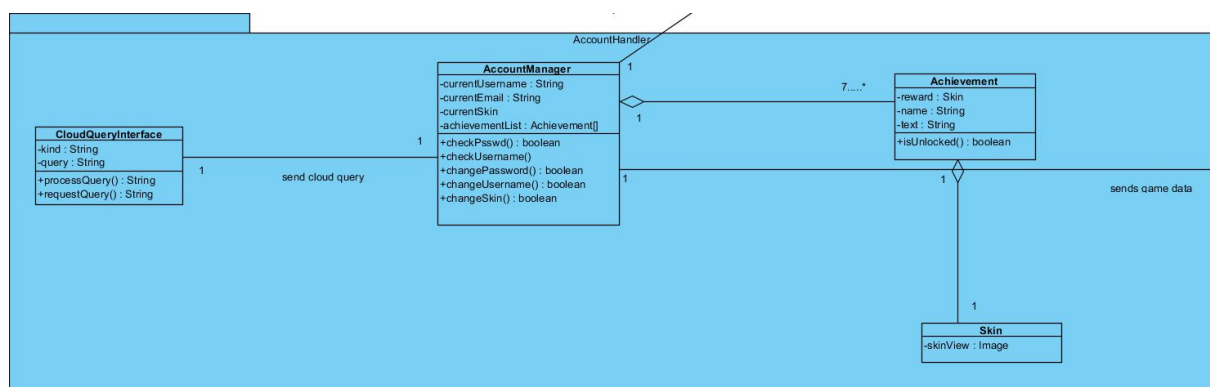 AccountHandler
CloudQueryInterface
-kind : String
-query : String
+processQuery() : String
+requestQuery() : String
1
send cloud query
1
AccountManager
-currentUsername : String
-currentEmail : String
-currentSkin
-achievementList : Achievement[]
+checkPsswd() : boolean
+checkUsername()
+changePassword() : boolean
+changeUsername() : boolean
+changeSkin() : boolean
1
1
7.....*
1
Achievement
-reward : Skin
-name : String
-text : String
+isUnlocked() : boolean
1
sends game data
1
Skin
-skinView : Image